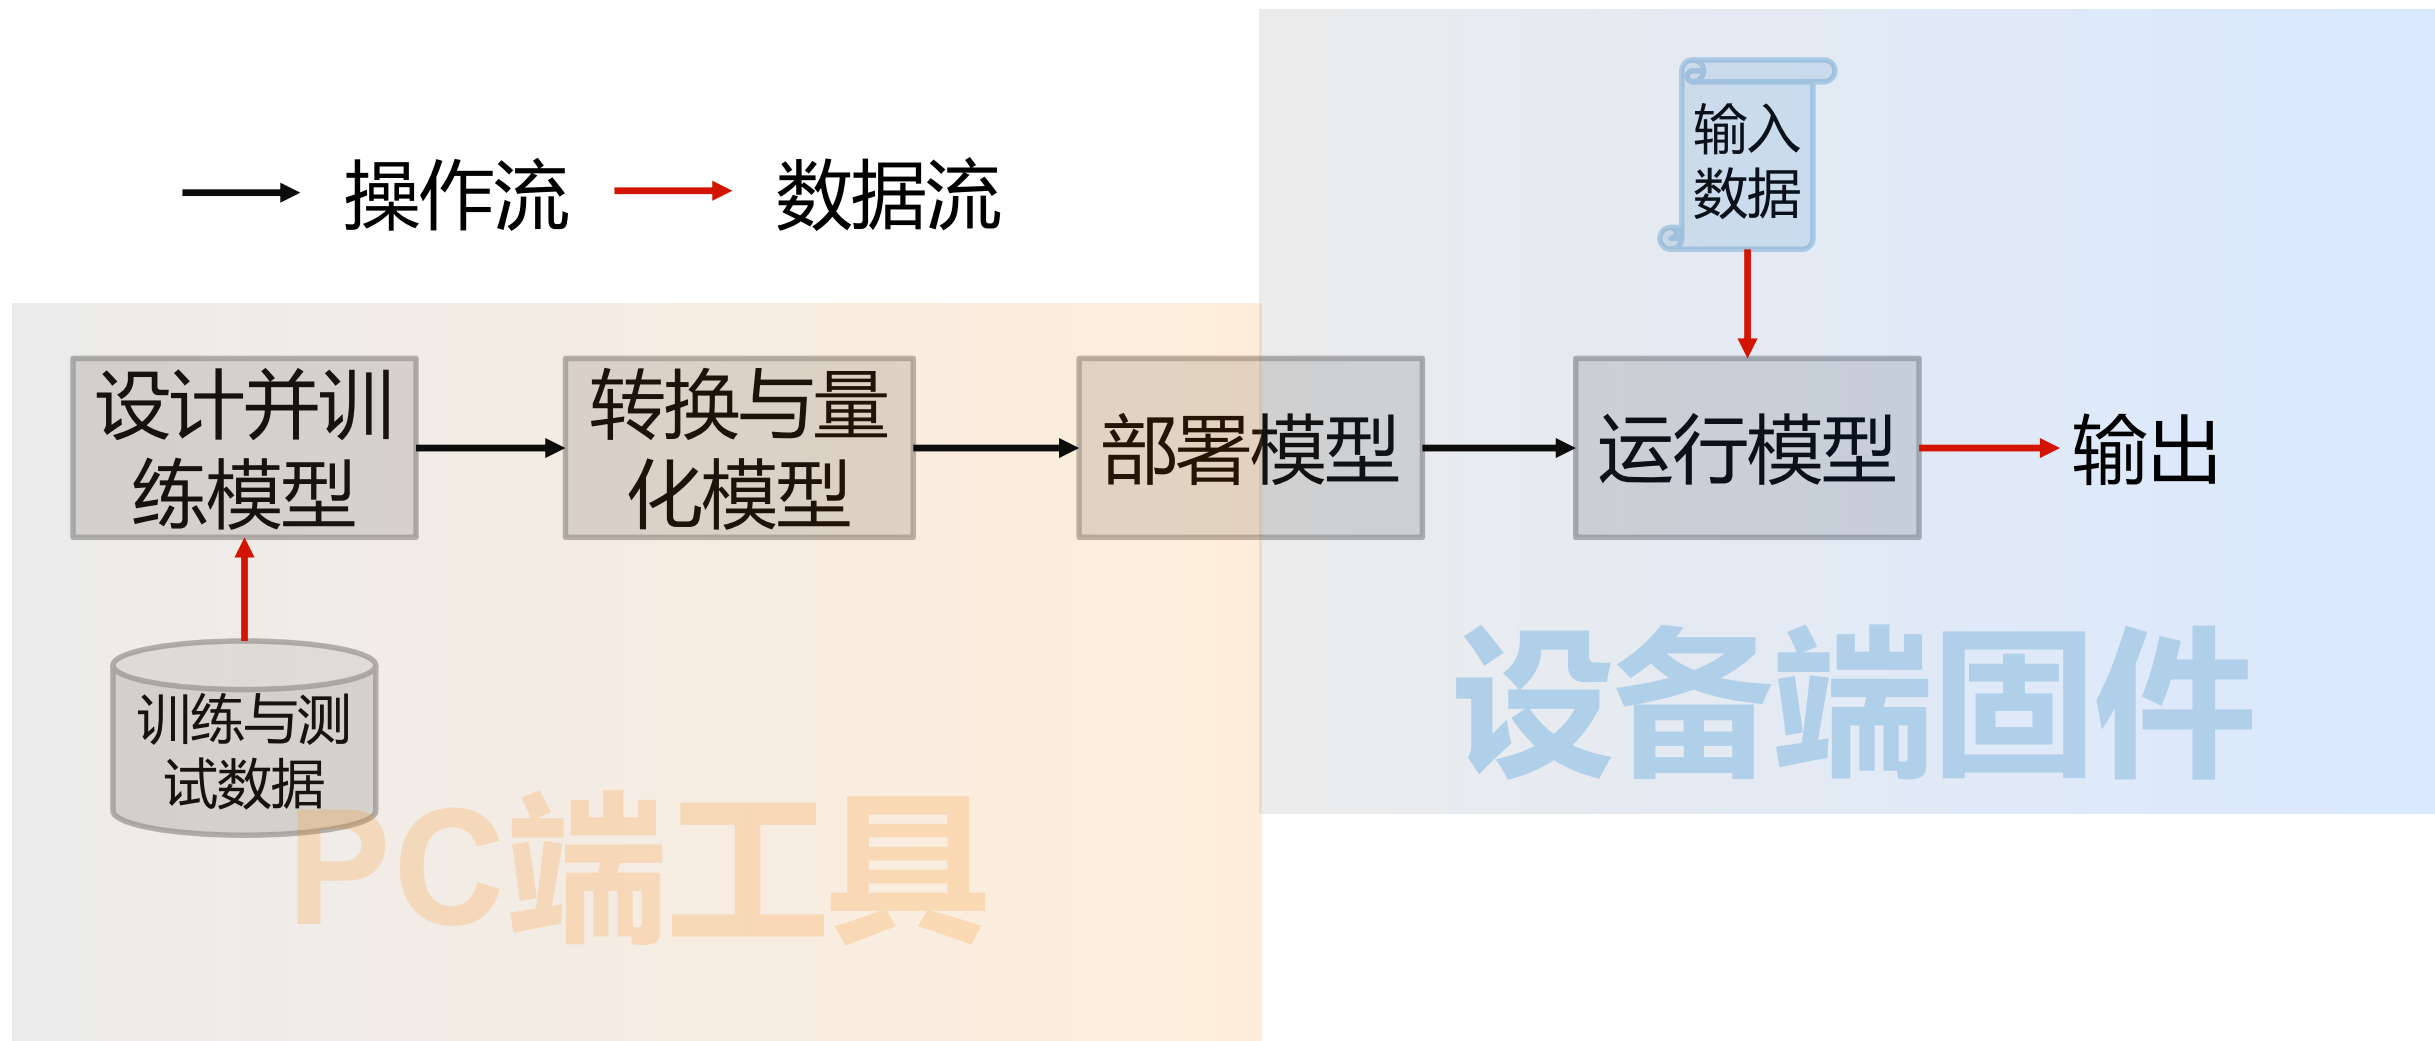 操作流
数据流
输入
数据
设计并训
练模型
转换与量
化模型
部署模型
运行模型
输出
训练与测
试数据
设备端固件
PC端工具